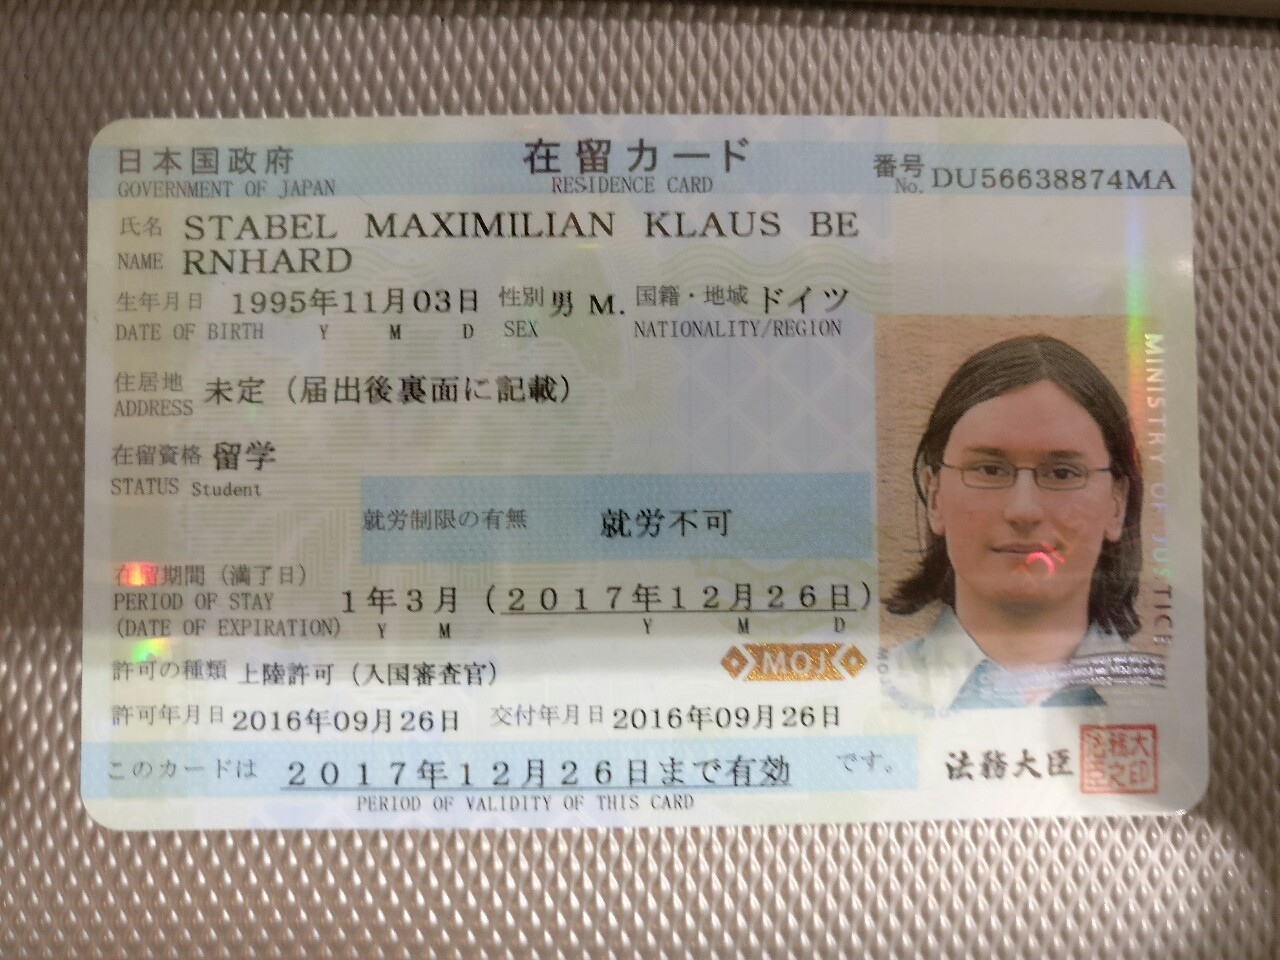 日本国政府 在留カード 番号 DU56638874MA
GOVERNMENT OF JAPAN RESIDENCE CARD No.
氏名 STABEL MAXIMILIAN KLAUS BE
NAME RNHARD
生年月日 1995年11月03日 性別 男 M. 国籍・地域 ドイツ
DATE OF BIRTH Y M D SEX NATIONALITY/REGION
住居地 未定（届出後裏面に記載）
ADDRESS
在留資格 留学
STATUS Student
就労制限の有無 就労不可
在留期間（満了日）
PERIOD OF STAY 1年3月（2017年12月26日）
(DATE OF EXPIRATION) Y M Y M D
許可の種類 上陸許可（入国審査官）
MOJ
許可年月日 2016年09月26日 交付年月日 2016年09月26日
このカードは 2017年12月26日まで有効 です。
PERIOD OF VALIDITY OF THIS CARD
法務大臣
法務大臣之印
MINISTRY OF JUSTICE